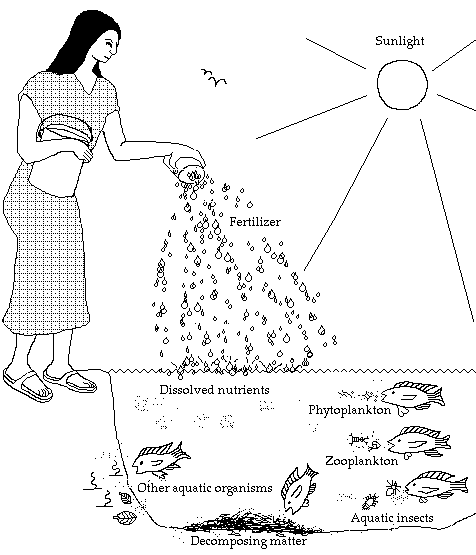 Sunlight
Fertilizer
Dissolved nutrients
Phytoplankton
Zooplankton
Other aquatic organisms
Aquatic insects
Decomposing matter